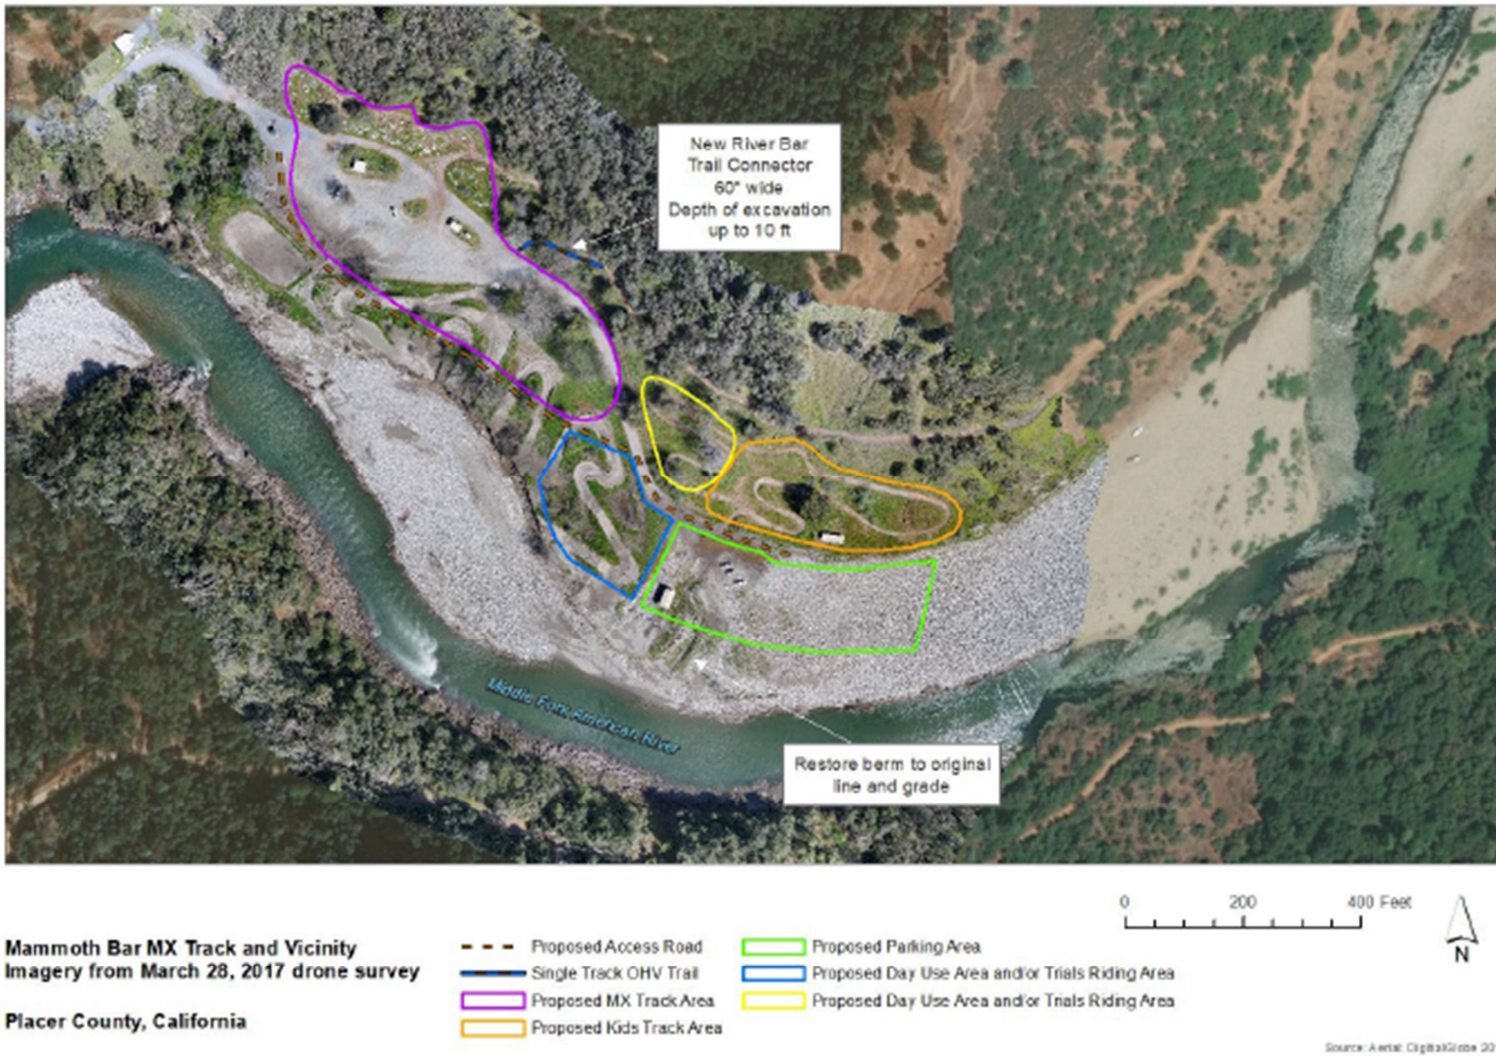 New River Bar
Trail Connector
60" wide
Depth of excavation
up to 10 ft
Middle Fork American River
Restore berm to original
line and grade
0 200 400 Feet
N
Mammoth Bar MX Track and Vicinity
Imagery from March 28, 2017 drone survey
Placer County, California
Proposed Access Road
Single Track OHV Trail
Proposed MX Track Area
Proposed Kids Track Area
Proposed Parking Area
Proposed Day Use Area and/or Trials Riding Area
Proposed Day Use Area and/or Trials Riding Area
Source: Aerial: DigitalGlobe 20